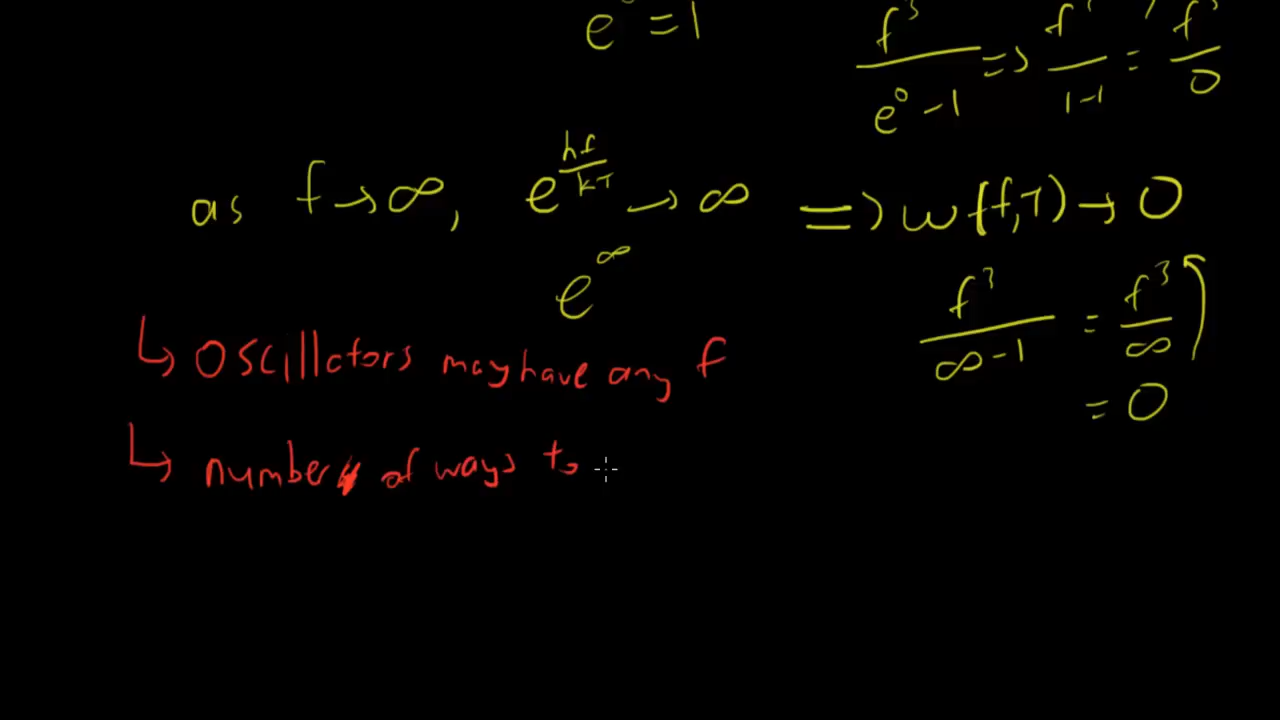 e⁰ = 1
f³/(e⁰ - 1) => /(1-1) = f³/0
as f → ∞, e^(hf/kT) → ∞ => w(f,T) → 0
e^∞
f³/(∞ - 1) = f³/∞
= 0
↳ Oscillators may have any f
↳ number of ways to